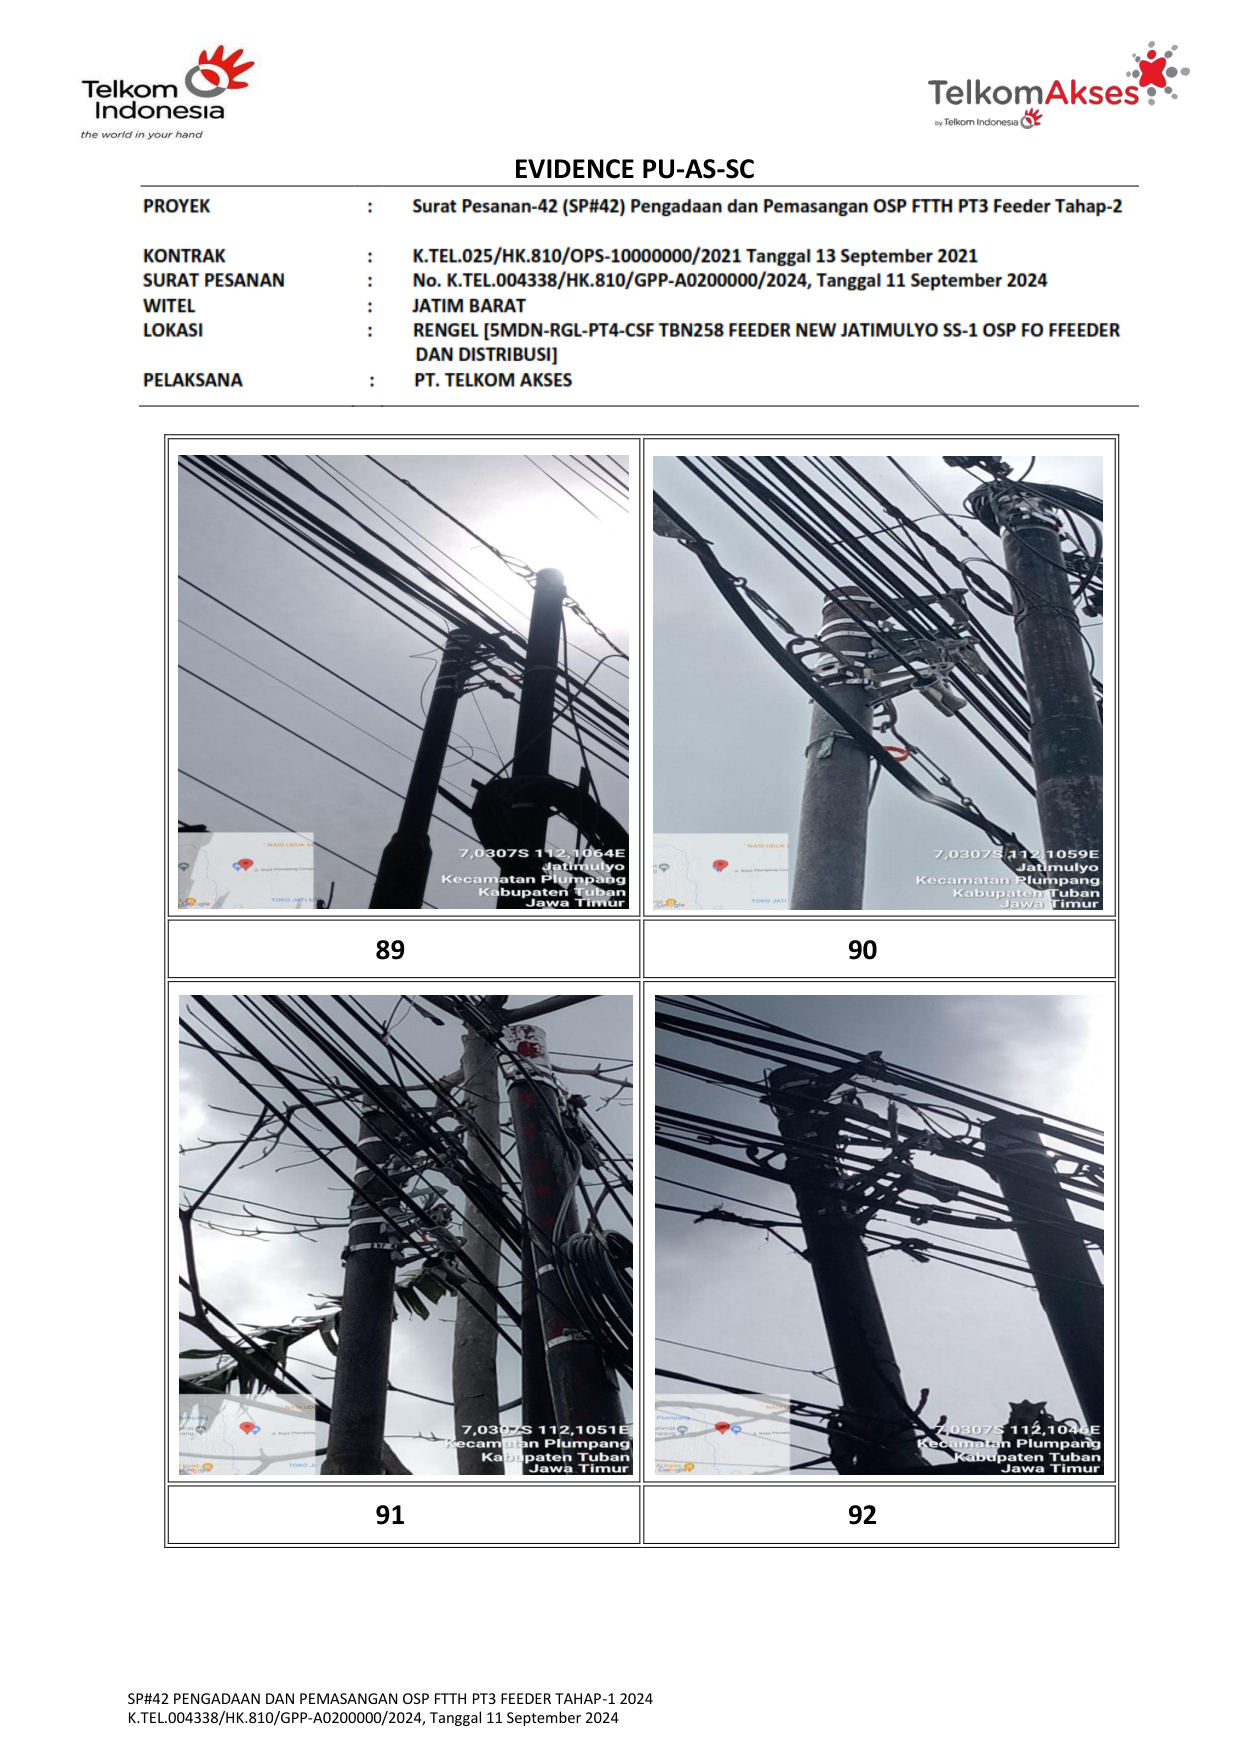 Telkom
Indonesia
the world in your hand
TelkomAkses
by Telkom Indonesia
EVIDENCE PU-AS-SC
PROYEK : Surat Pesanan-42 (SP#42) Pengadaan dan Pemasangan OSP FTTH PT3 Feeder Tahap-2
KONTRAK : K.TEL.025/HK.810/OPS-10000000/2021 Tanggal 13 September 2021
SURAT PESANAN : No. K.TEL.004338/HK.810/GPP-A0200000/2024, Tanggal 11 September 2024
WITEL : JATIM BARAT
LOKASI : RENGEL [5MDN-RGL-PT4-CSF TBN258 FEEDER NEW JATIMULYO SS-1 OSP FO FFEEDER
DAN DISTRIBUSI]
PELAKSANA : PT. TELKOM AKSES
7,0307S 112,1064E
Jatimulyo
Kecamatan Plumpang
Kabupaten Tuban
Jawa Timur
7,0307S 112,1059E
Jatimulyo
Kecamatan Plumpang
Kabupaten Tuban
Jawa Timur
89
90
7,0307S 112,1051E
Kecamatan Plumpang
Kabupaten Tuban
Jawa Timur
7,0307S 112,1046E
Kecamatan Plumpang
Kabupaten Tuban
Jawa Timur
91
92
SP#42 PENGADAAN DAN PEMASANGAN OSP FTTH PT3 FEEDER TAHAP-1 2024
K.TEL.004338/HK.810/GPP-A0200000/2024, Tanggal 11 September 2024